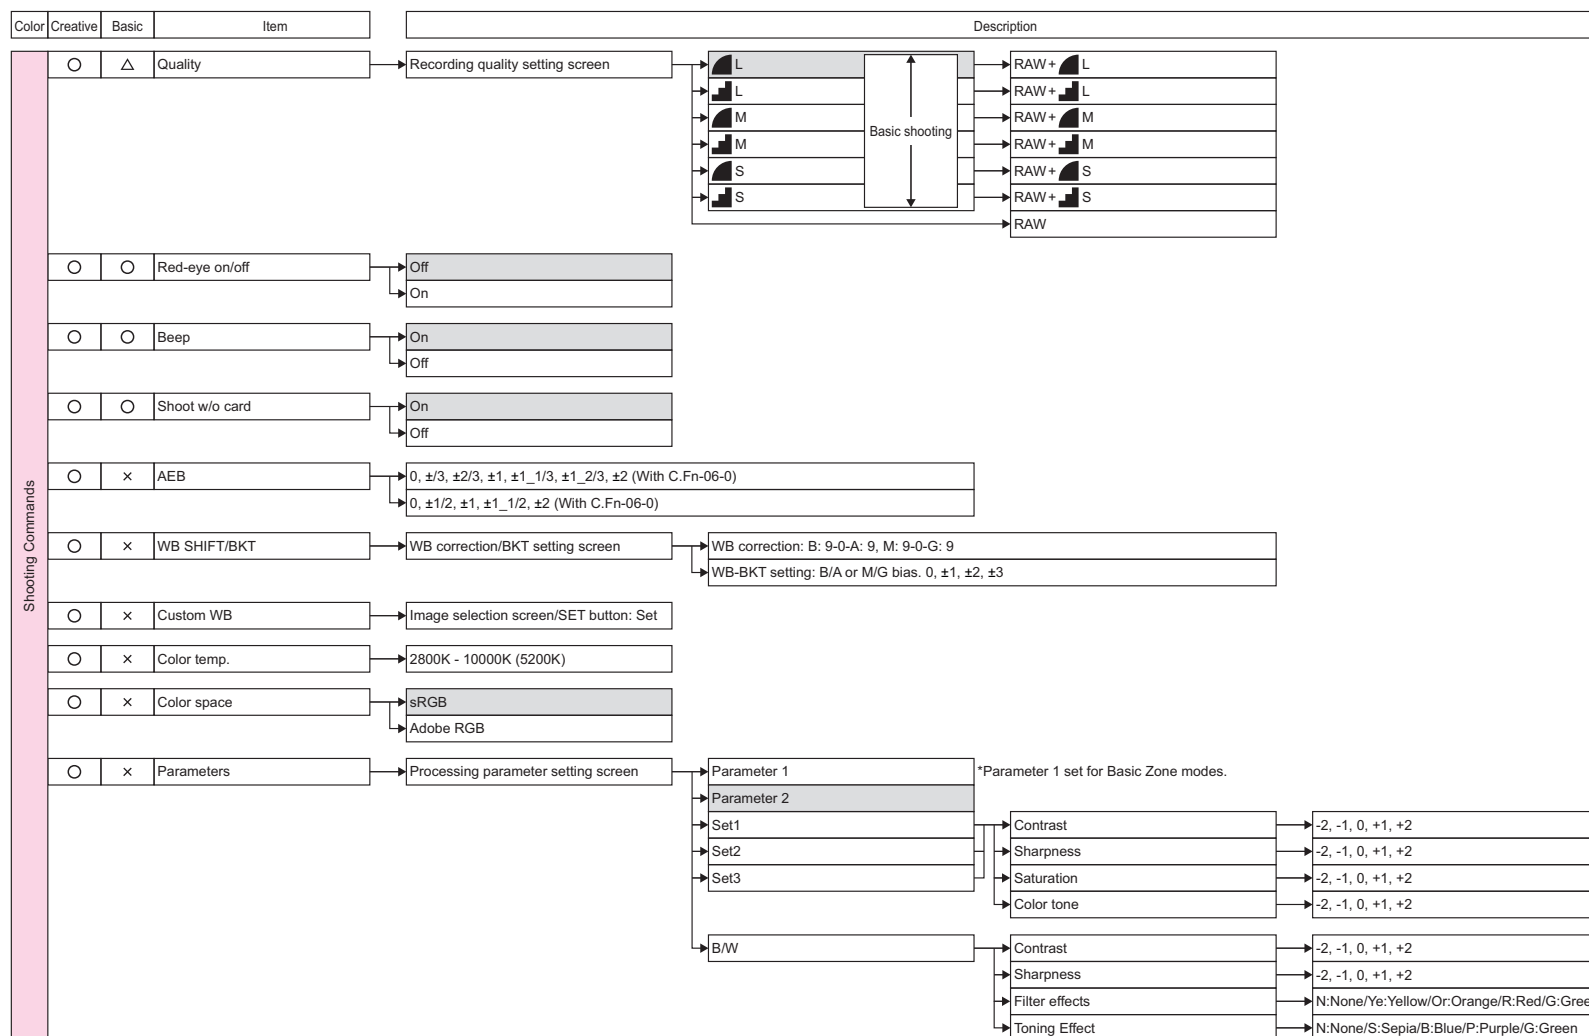 Color Creative Basic Item Description
Shooting Commands
○ △ Quality Recording quality setting screen L RAW + L
L RAW + L
M RAW + M
Basic shooting
M RAW + M
S RAW + S
S RAW + S
RAW
○ ○ Red-eye on/off Off
On
○ ○ Beep On
Off
○ ○ Shoot w/o card On
Off
○ × AEB 0, ±/3, ±2/3, ±1, ±1_1/3, ±1_2/3, ±2 (With C.Fn-06-0)
0, ±1/2, ±1, ±1_1/2, ±2 (With C.Fn-06-0)
○ × WB SHIFT/BKT WB correction/BKT setting screen WB correction: B: 9-0-A: 9, M: 9-0-G: 9
WB-BKT setting: B/A or M/G bias. 0, ±1, ±2, ±3
○ × Custom WB Image selection screen/SET button: Set
○ × Color temp. 2800K - 10000K (5200K)
○ × Color space sRGB
Adobe RGB
○ × Parameters Processing parameter setting screen Parameter 1 *Parameter 1 set for Basic Zone modes.
Parameter 2
Set1 Contrast -2, -1, 0, +1, +2
Set2 Sharpness -2, -1, 0, +1, +2
Set3 Saturation -2, -1, 0, +1, +2
Color tone -2, -1, 0, +1, +2
B/W Contrast -2, -1, 0, +1, +2
Sharpness -2, -1, 0, +1, +2
Filter effects N:None/Ye:Yellow/Or:Orange/R:Red/G:Gree
Toning Effect N:None/S:Sepia/B:Blue/P:Purple/G:Green